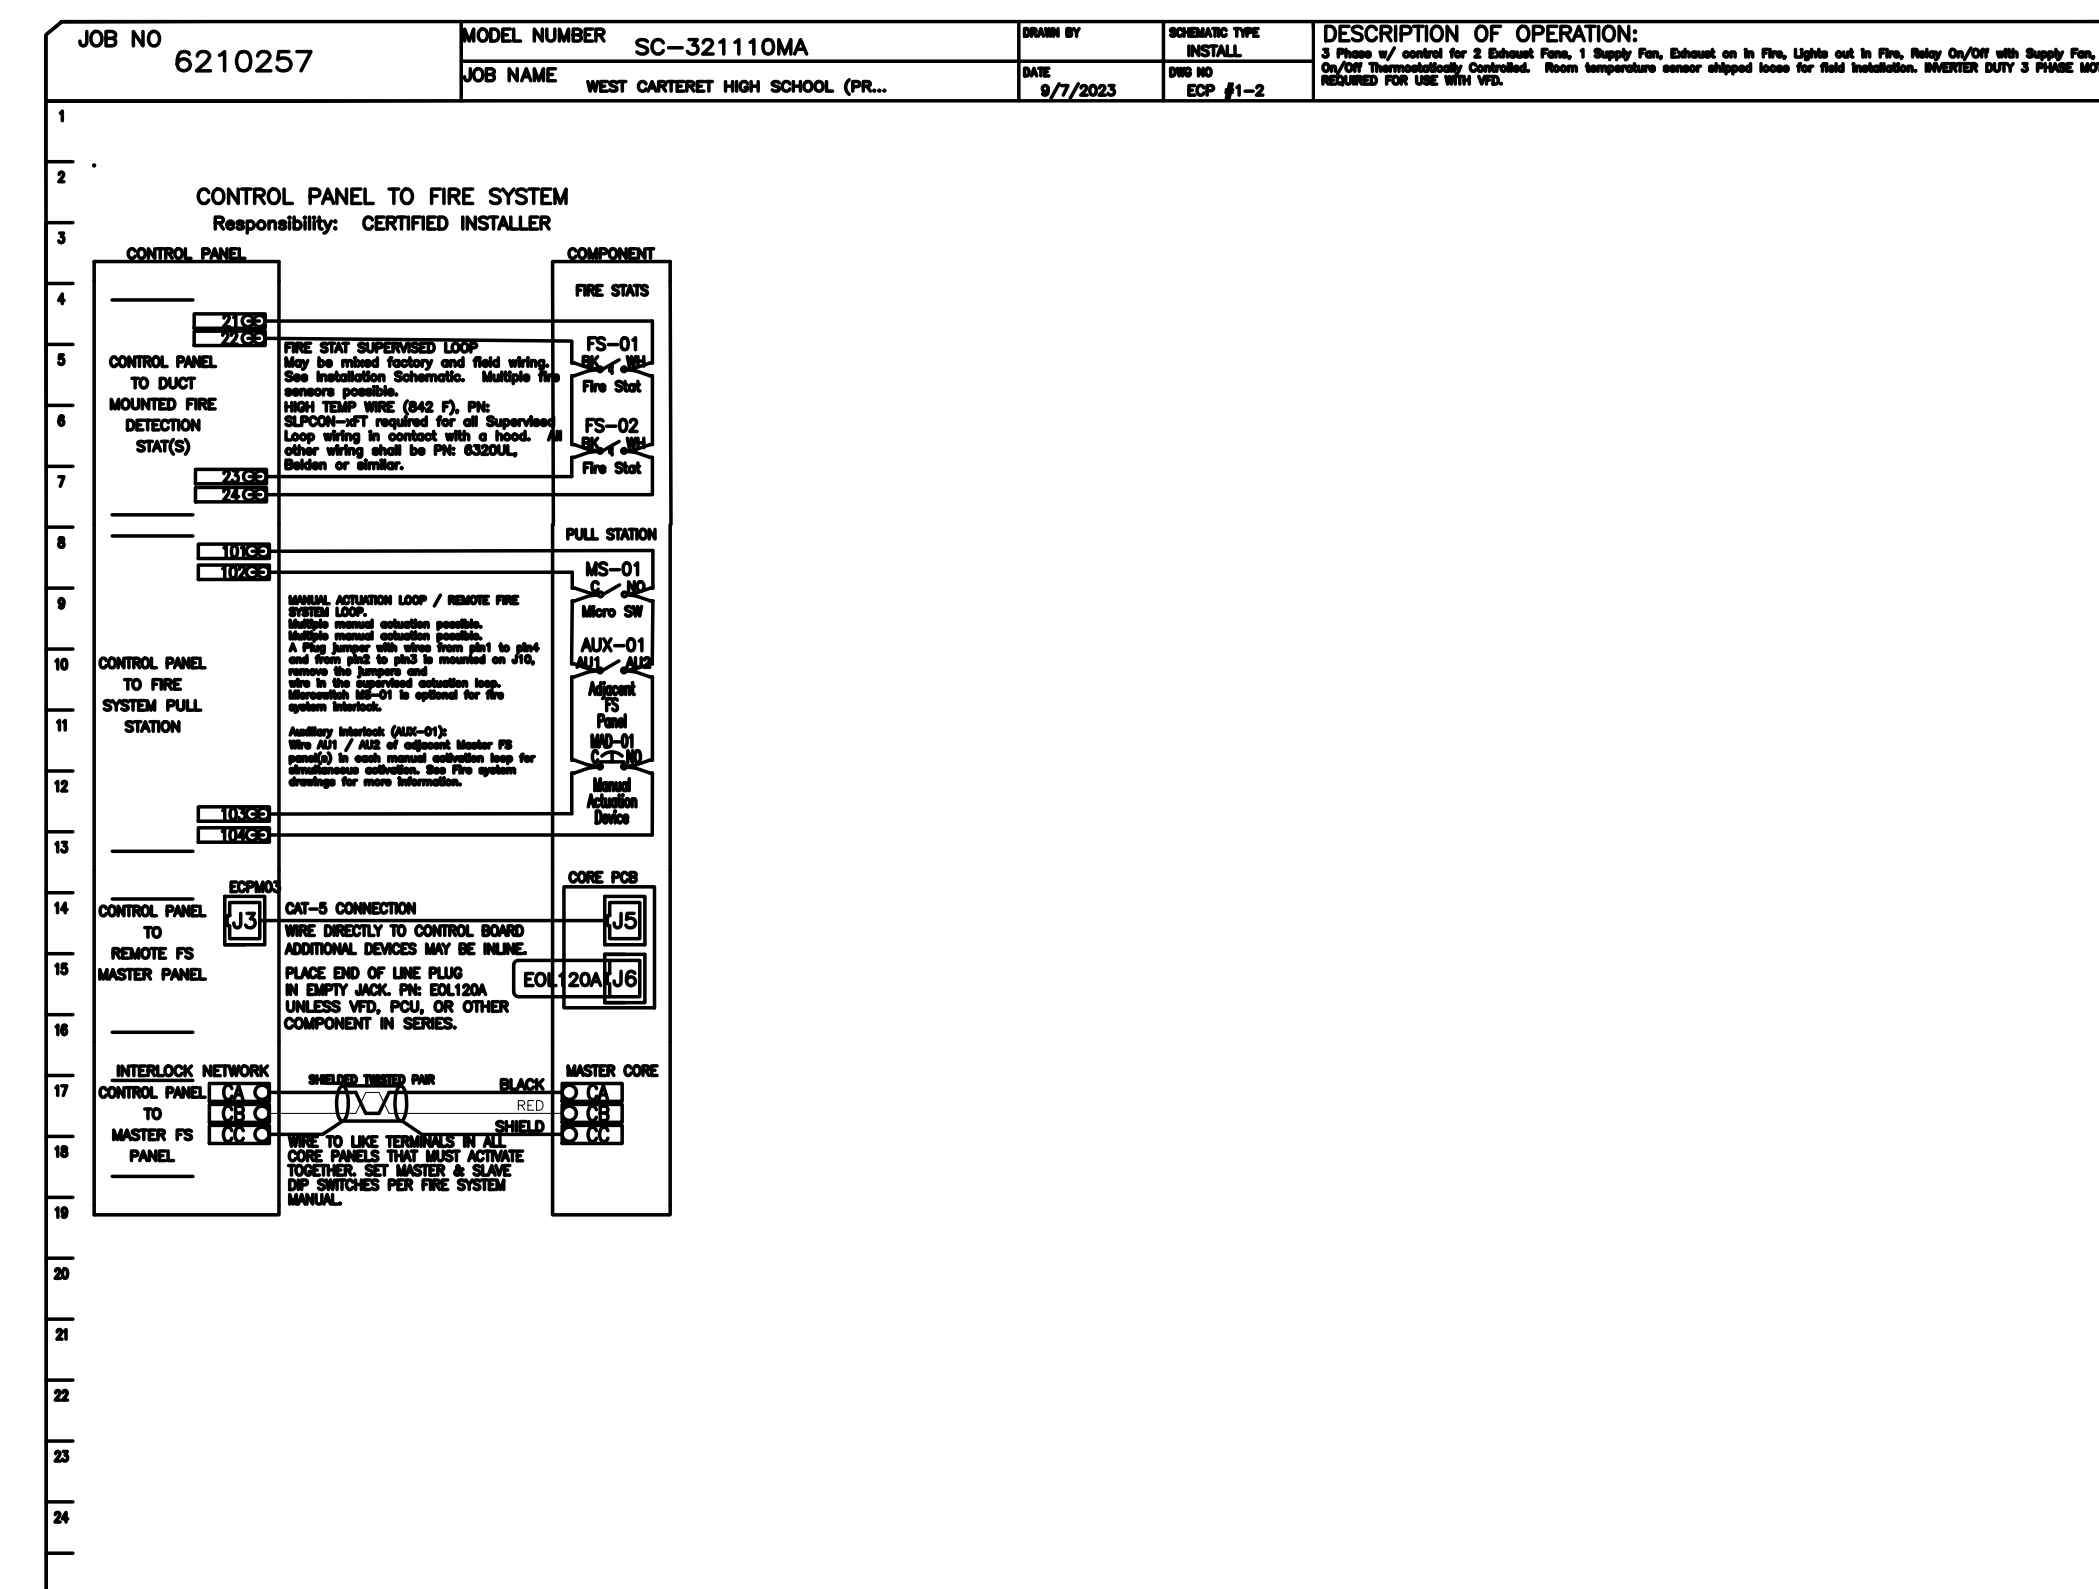 JOB NO
6210257
MODEL NUMBER SC-321110MA
JOB NAME
WEST CARTERET HIGH SCHOOL (PR...
DRAWN BY
DATE
9/7/2023
SCHEMATIC TYPE
INSTALL
DWG NO
ECP #1-2
DESCRIPTION OF OPERATION:
3 Phase w/ control for 2 Exhaust Fans, 1 Supply Fan, Exhaust on in Fire, Lights out in Fire, Relay On/Off with Supply Fan,
On/Off Thermostatically Controlled. Room temperature sensor shipped loose for field installation. INVERTER DUTY 3 PHASE
REQUIRED FOR USE WITH VFD.
1
2
3
4
5
6
7
8
9
10
11
12
13
14
15
16
17
18
19
20
21
22
23
24
CONTROL PANEL TO FIRE SYSTEM
Responsibility: CERTIFIED INSTALLER
CONTROL PANEL
COMPONENT
FIRE STATS
21
22
CONTROL PANEL
TO DUCT
MOUNTED FIRE
DETECTION
STAT(S)
FIRE STAT SUPERVISED LOOP
May be mixed factory and field wiring.
See Installation Schematic. Multiple fire
sensors possible.
HIGH TEMP WIRE (842 F), PN:
SLPCON-xFT required for all Supervised
Loop wiring in contact with a hood. All
other wiring shall be PN: 6320UL,
Belden or similar.
FS-01
BK WH
Fire Stat
FS-02
BK WH
Fire Stat
23
24
PULL STATION
101
102
MS-01
C NO
Micro SW
MANUAL ACTUATION LOOP / REMOTE FIRE
SYSTEM LOOP.
Multiple manual actuation possible.
Multiple manual actuation possible.
A Plug jumper with wires from pin1 to pin4
and from pin2 to pin3 is mounted on J10,
remove the jumpers and
wire in the supervised actuation loop.
Microswitch MS-01 is optional for fire
system interlock.
Auxiliary Interlock (AUX-01):
Wire AU1 / AU2 of adjacent Master FS
panel(s) in each manual activation loop for
simultaneous activation. See Fire system
drawings for more information.
CONTROL PANEL
TO FIRE
SYSTEM PULL
STATION
AUX-01
AU1 AU2
Adjacent
FS
Panel
MAD-01
C NO
Manual
Actuation
Device
103
104
ECPM03
CORE PCB
CONTROL PANEL
TO
REMOTE FS
MASTER PANEL
J3
CAT-5 CONNECTION
WIRE DIRECTLY TO CONTROL BOARD
ADDITIONAL DEVICES MAY BE INLINE.
PLACE END OF LINE PLUG
IN EMPTY JACK. PN: EOL120A
UNLESS VFD, PCU, OR OTHER
COMPONENT IN SERIES.
J5
EOL120A
J6
INTERLOCK NETWORK
MASTER CORE
CONTROL PANEL
TO
MASTER FS
PANEL
CA
CB
CC
SHIELDED TWISTED PAIR
BLACK
RED
SHIELD
CA
CB
CC
WIRE TO LIKE TERMINALS IN ALL
CORE PANELS THAT MUST ACTIVATE
TOGETHER. SET MASTER & SLAVE
DIP SWITCHES PER FIRE SYSTEM
MANUAL.